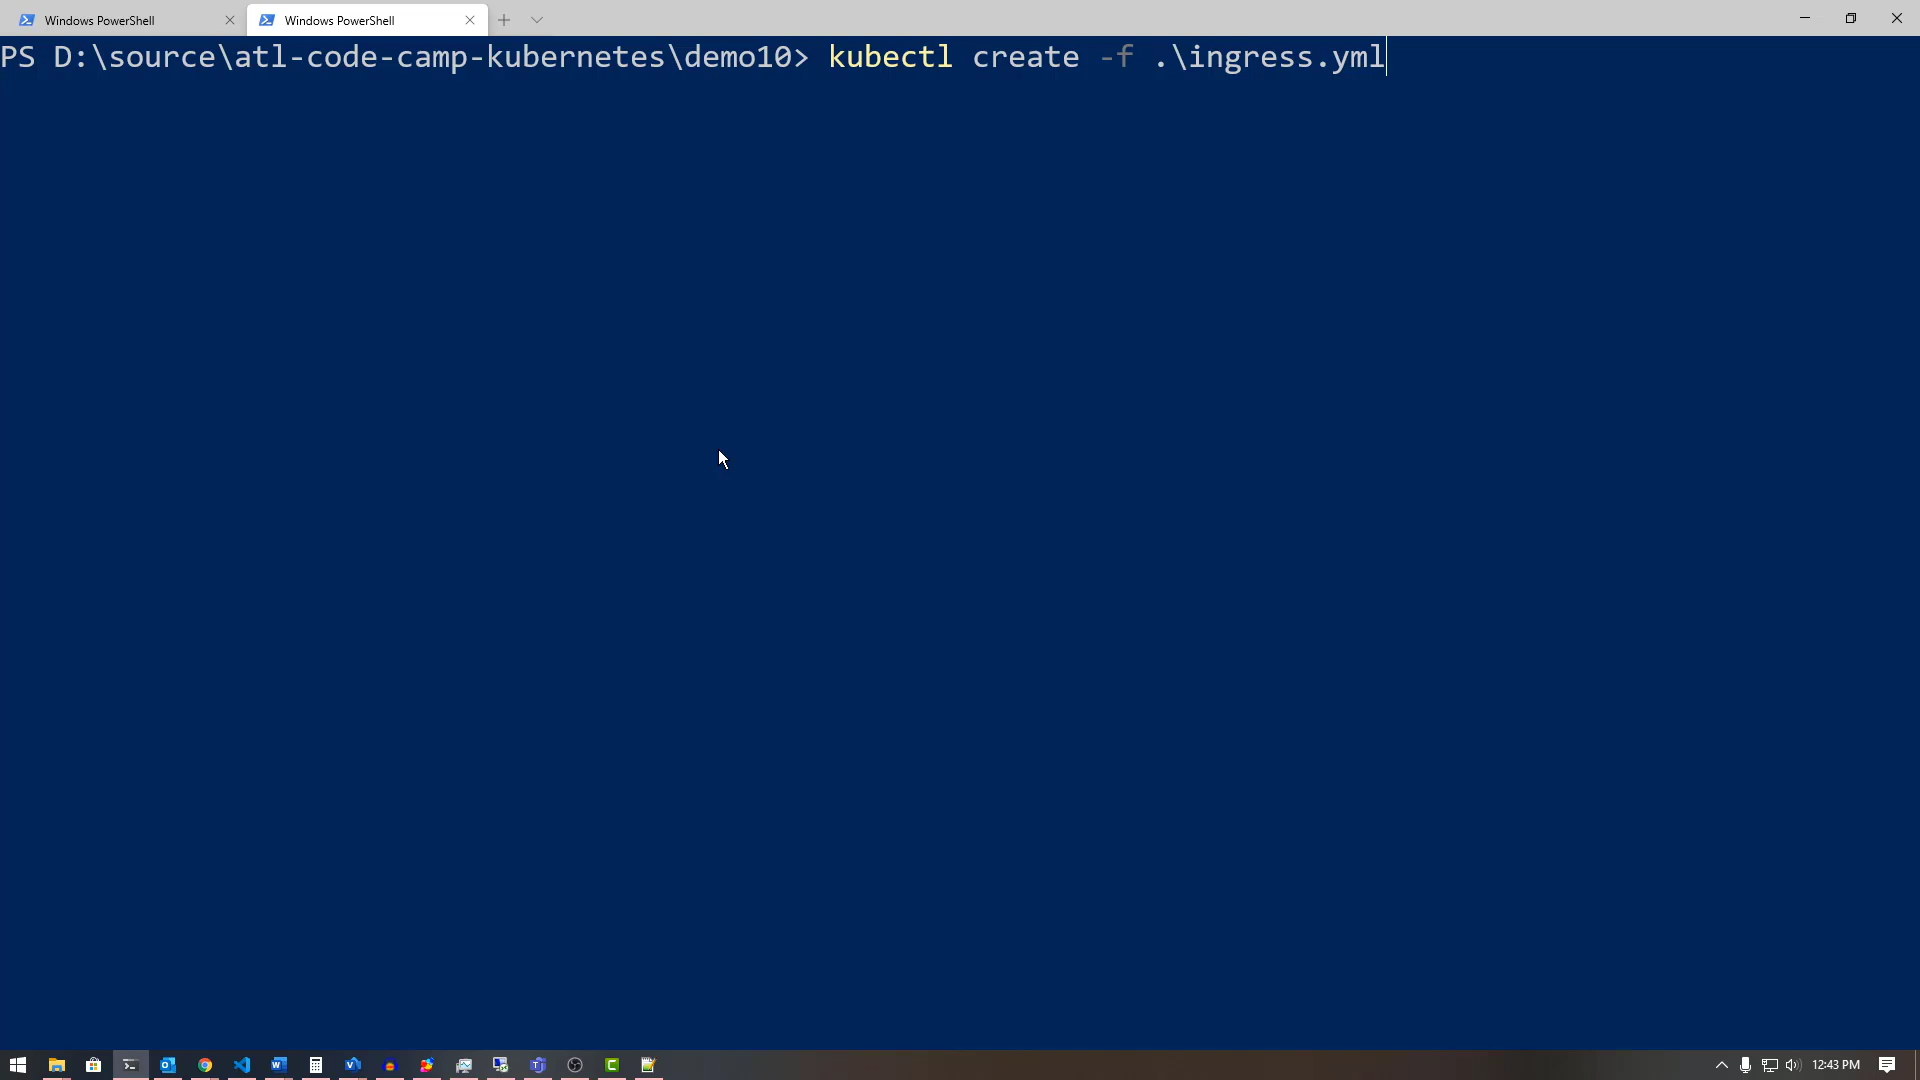 Windows PowerShell
Windows PowerShell
PS D:\source\atl-code-camp-kubernetes\demo10> kubectl create -f .\ingress.yml
12:43 PM